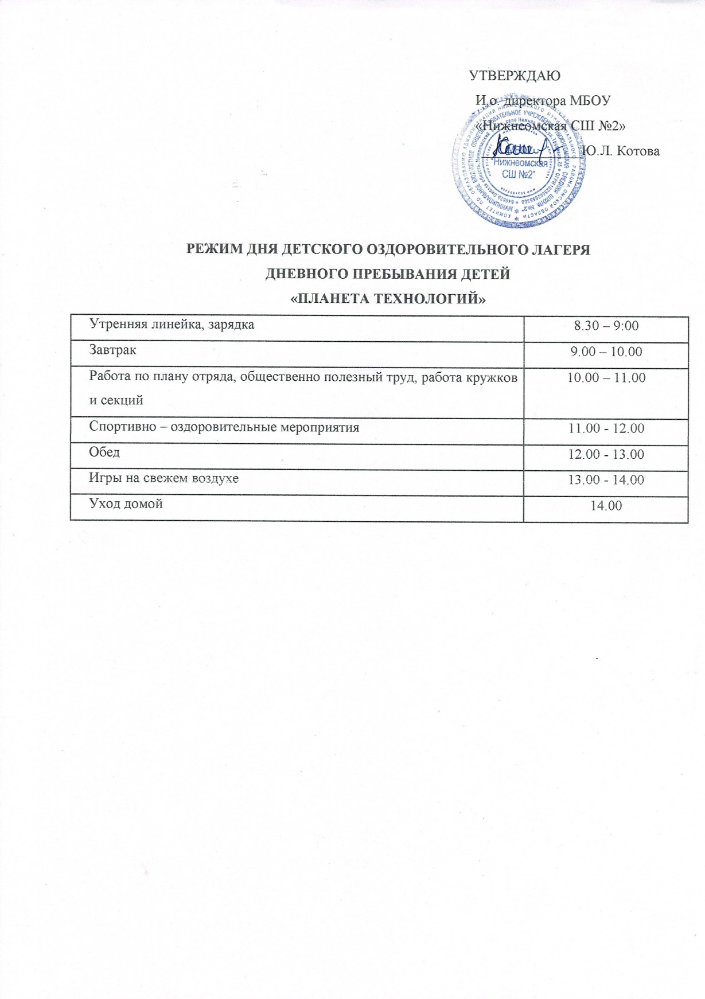 УТВЕРЖДАЮ
И.о. директора МБОУ
«Нижнеомская СШ №2»
Ю.Л. Котова
"Нижнеомская
СШ №2"
РЕЖИМ ДНЯ ДЕТСКОГО ОЗДОРОВИТЕЛЬНОГО ЛАГЕРЯ
ДНЕВНОГО ПРЕБЫВАНИЯ ДЕТЕЙ
«ПЛАНЕТА ТЕХНОЛОГИЙ»
Утренняя линейка, зарядка 8.30 – 9:00
Завтрак 9.00 – 10.00
Работа по плану отряда, общественно полезный труд, работа кружков 10.00 – 11.00
и секций
Спортивно – оздоровительные мероприятия 11.00 - 12.00
Обед 12.00 - 13.00
Игры на свежем воздухе 13.00 - 14.00
Уход домой 14.00